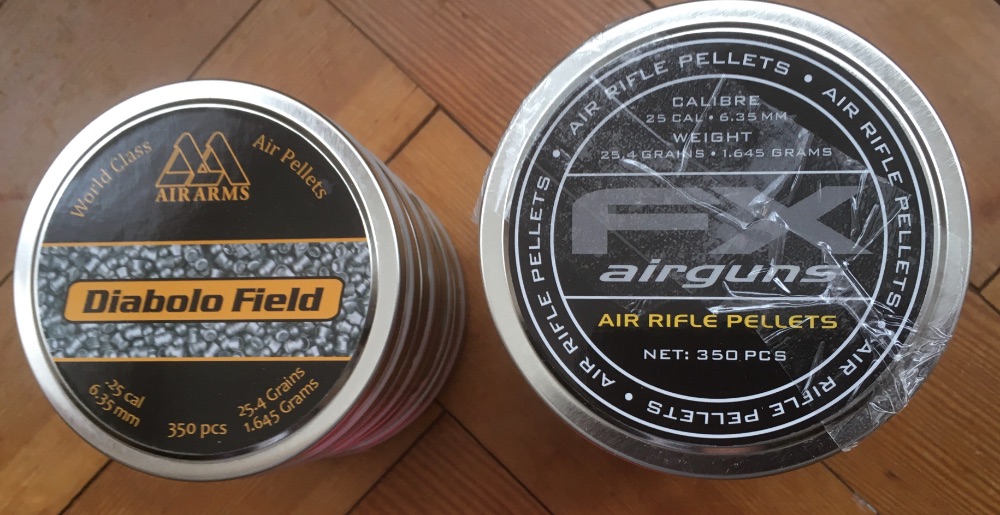 World Class
Air Pellets
AIR ARMS
Diabolo Field
.25 cal
6.35 mm
350 pcs
25.4 Grains
1.645 Grams
AIR RIFLE PELLETS • AIR RIFLE PELLETS • AIR RIFLE PELLETS • AIR RIFLE PELLETS •
CALIBRE
25 CAL • 6.35 MM
WEIGHT
25.4 GRAINS • 1.645 GRAMS
FX
airguns
AIR RIFLE PELLETS
NET: 350 PCS